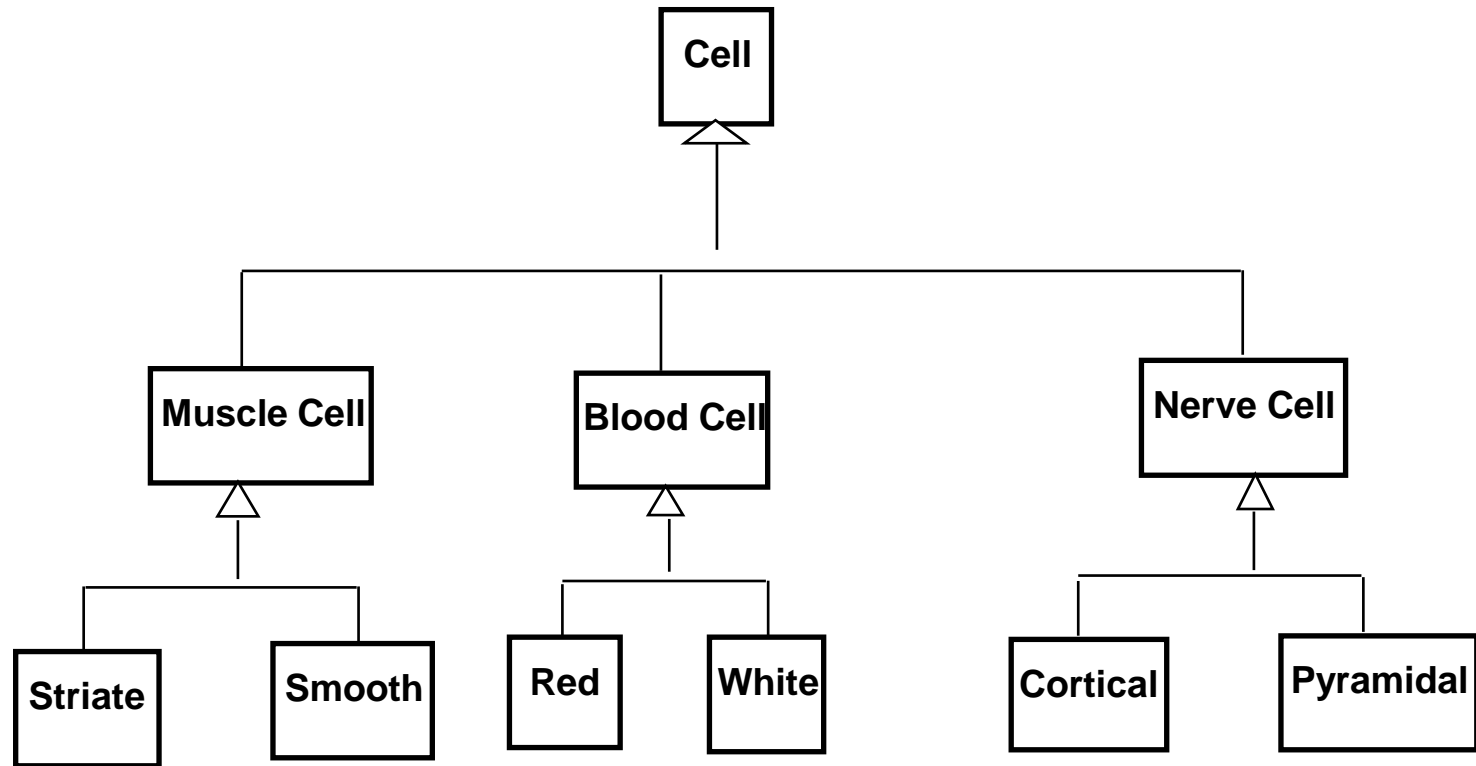 Cell
Muscle Cell
Blood Cell
Nerve Cell
Striate
Smooth
Red
White
Cortical
Pyramidal